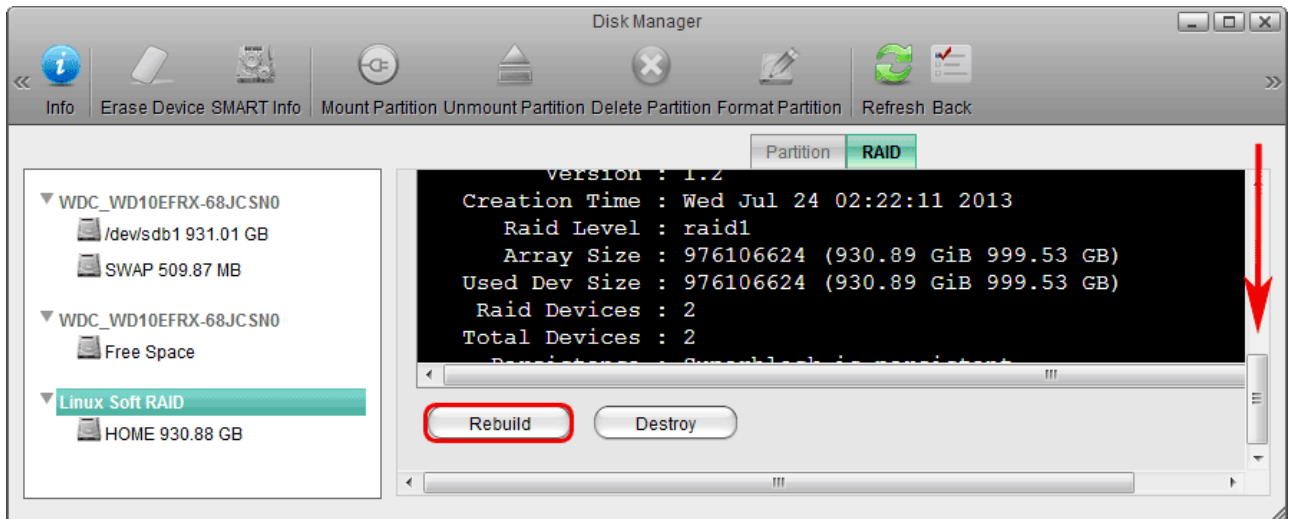 Disk Manager
Info Erase Device SMART Info Mount Partition Unmount Partition Delete Partition Format Partition Refresh Back
Partition RAID
WDC_WD10EFRX-68JCSN0
/dev/sdb1 931.01 GB
SWAP 509.87 MB
WDC_WD10EFRX-68JCSN0
Free Space
Linux Soft RAID
HOME 930.88 GB
Version : 1.2
Creation Time : Wed Jul 24 02:22:11 2013
Raid Level : raid1
Array Size : 976106624 (930.89 GiB 999.53 GB)
Used Dev Size : 976106624 (930.89 GiB 999.53 GB)
Raid Devices : 2
Total Devices : 2
Persistence : Superblock is persistent
Rebuild Destroy